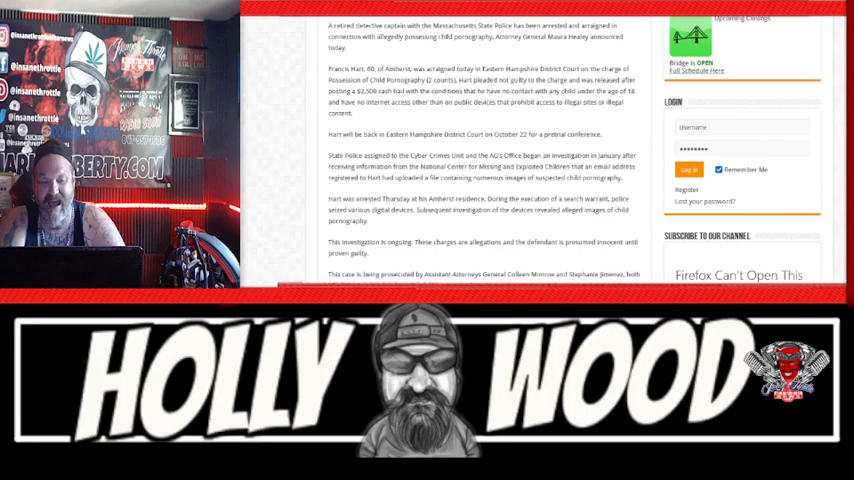 @insanethrottlebikernews
@insanethrottle
@insanethrottle
Insane Throttle
ON AIR
RADIO SHOW
HARLEYLIBERTY.COM
A retired detective captain with the Massachusetts State Police has been arrested and arraigned in
connection with allegedly possessing child pornography, Attorney General Maura Healey announced
today.
Francis Hart, 60, of Amherst, was arraigned today in Eastern Hampshire District Court on the charge of
Possession of Child Pornography (2 counts). Hart pleaded not guilty to the charge and was released after
posting a $2,500 cash bail with the conditions that he have no contact with any child under the age of 18
and have no internet access other than on public devices that prohibit access to illegal sites or illegal
content.
Hart will be back in Eastern Hampshire District Court on October 22 for a pretrial conference.
State Police assigned to the Cyber Crimes Unit and the AG's Office began an investigation in January after
receiving information from the National Center for Missing and Exploited Children that an email address
registered to Hart had uploaded a file containing numerous images of suspected child pornography.
Hart was arrested Thursday at his Amherst residence. During the execution of a search warrant, police
seized various digital devices. Subsequent investigation of the devices revealed alleged images of child
pornography.
This investigation is ongoing. These charges are allegations and the defendant is presumed innocent until
proven guilty.
This case is being prosecuted by Assistant Attorneys General Colleen Monroe and Stephanie Jimenez, both
Upcoming Closings
Bridge is OPEN
Full Schedule Here
LOGIN
Username
••••••••
Log in
Remember Me
Register
Lost your password?
SUBSCRIBE TO OUR CHANNEL
Firefox Can't Open This
HOLLY WOOD